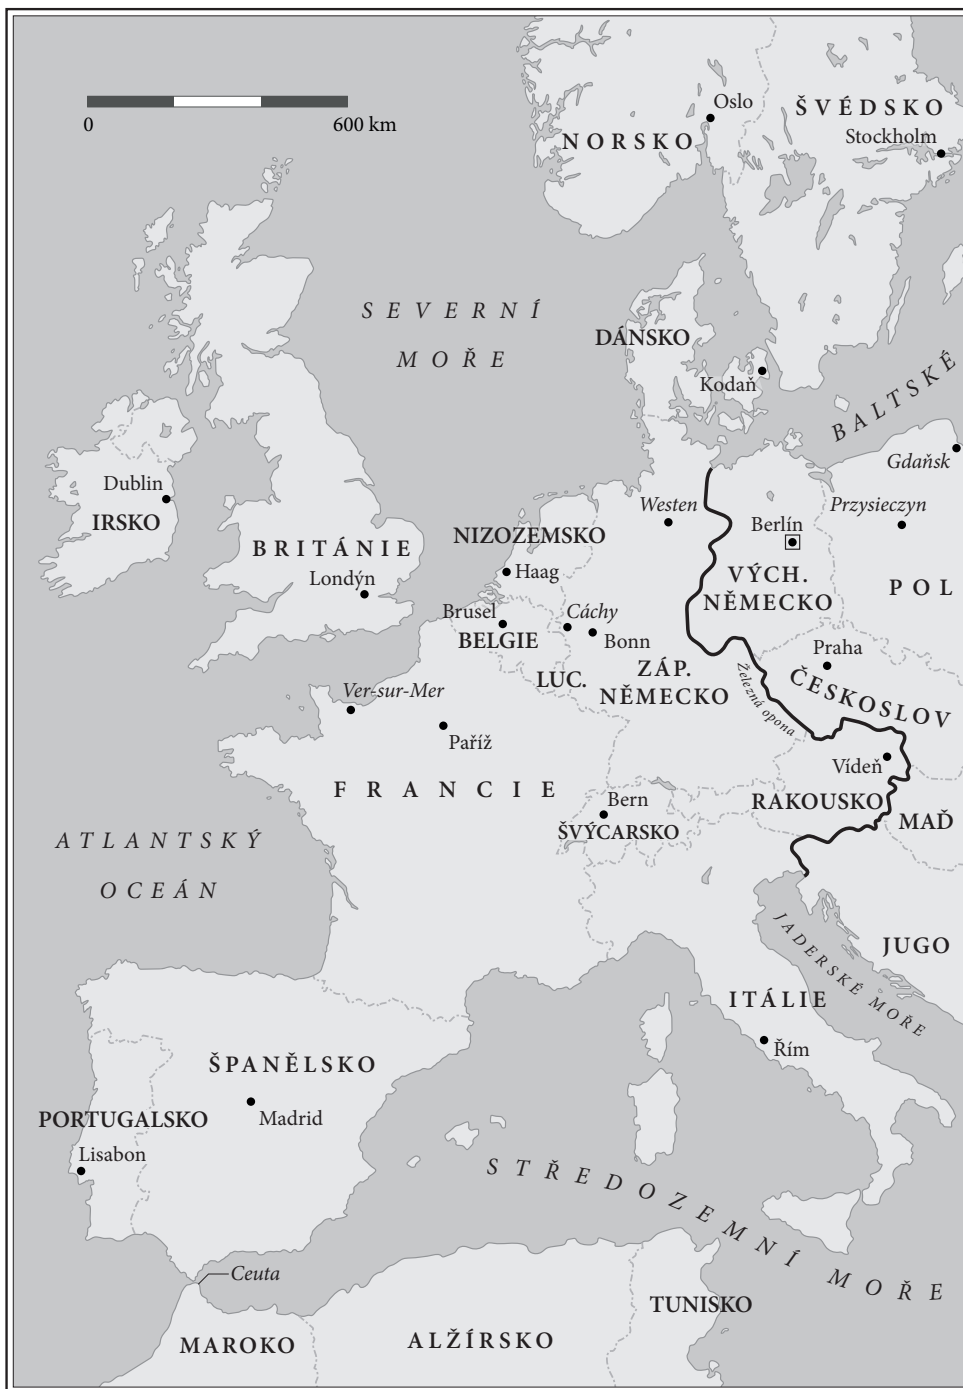 0
600 km
NORSKO
Oslo
ŠVÉDSKO
Stockholm
SEVERNÍ
MOŘE
DÁNSKO
Kodaň
BALTSKÉ
Gdaňsk
Dublin
IRSKO
BRITÁNIE
Londýn
NIZOZEMSKO
Haag
Westen
Berlín
Przysieczyn
VÝCH.
NĚMECKO
POL
Brusel
BELGIE
Cáchy
Bonn
LUC.
ZÁP.
NĚMECKO
Železná opona
Praha
ČESKOSLOV
Ver-sur-Mer
Paříž
FRANCIE
Vídeň
RAKOUSKO
MAĎ
Bern
ŠVÝCARSKO
ATLANTSKÝ
OCEÁN
JUGO
JADERSKÉ MOŘE
ITÁLIE
Řím
ŠPANĚLSKO
Madrid
PORTUGALSKO
Lisabon
STŘEDOZEMNÍ MOŘE
Ceuta
MAROKO
ALŽÍRSKO
TUNISKO